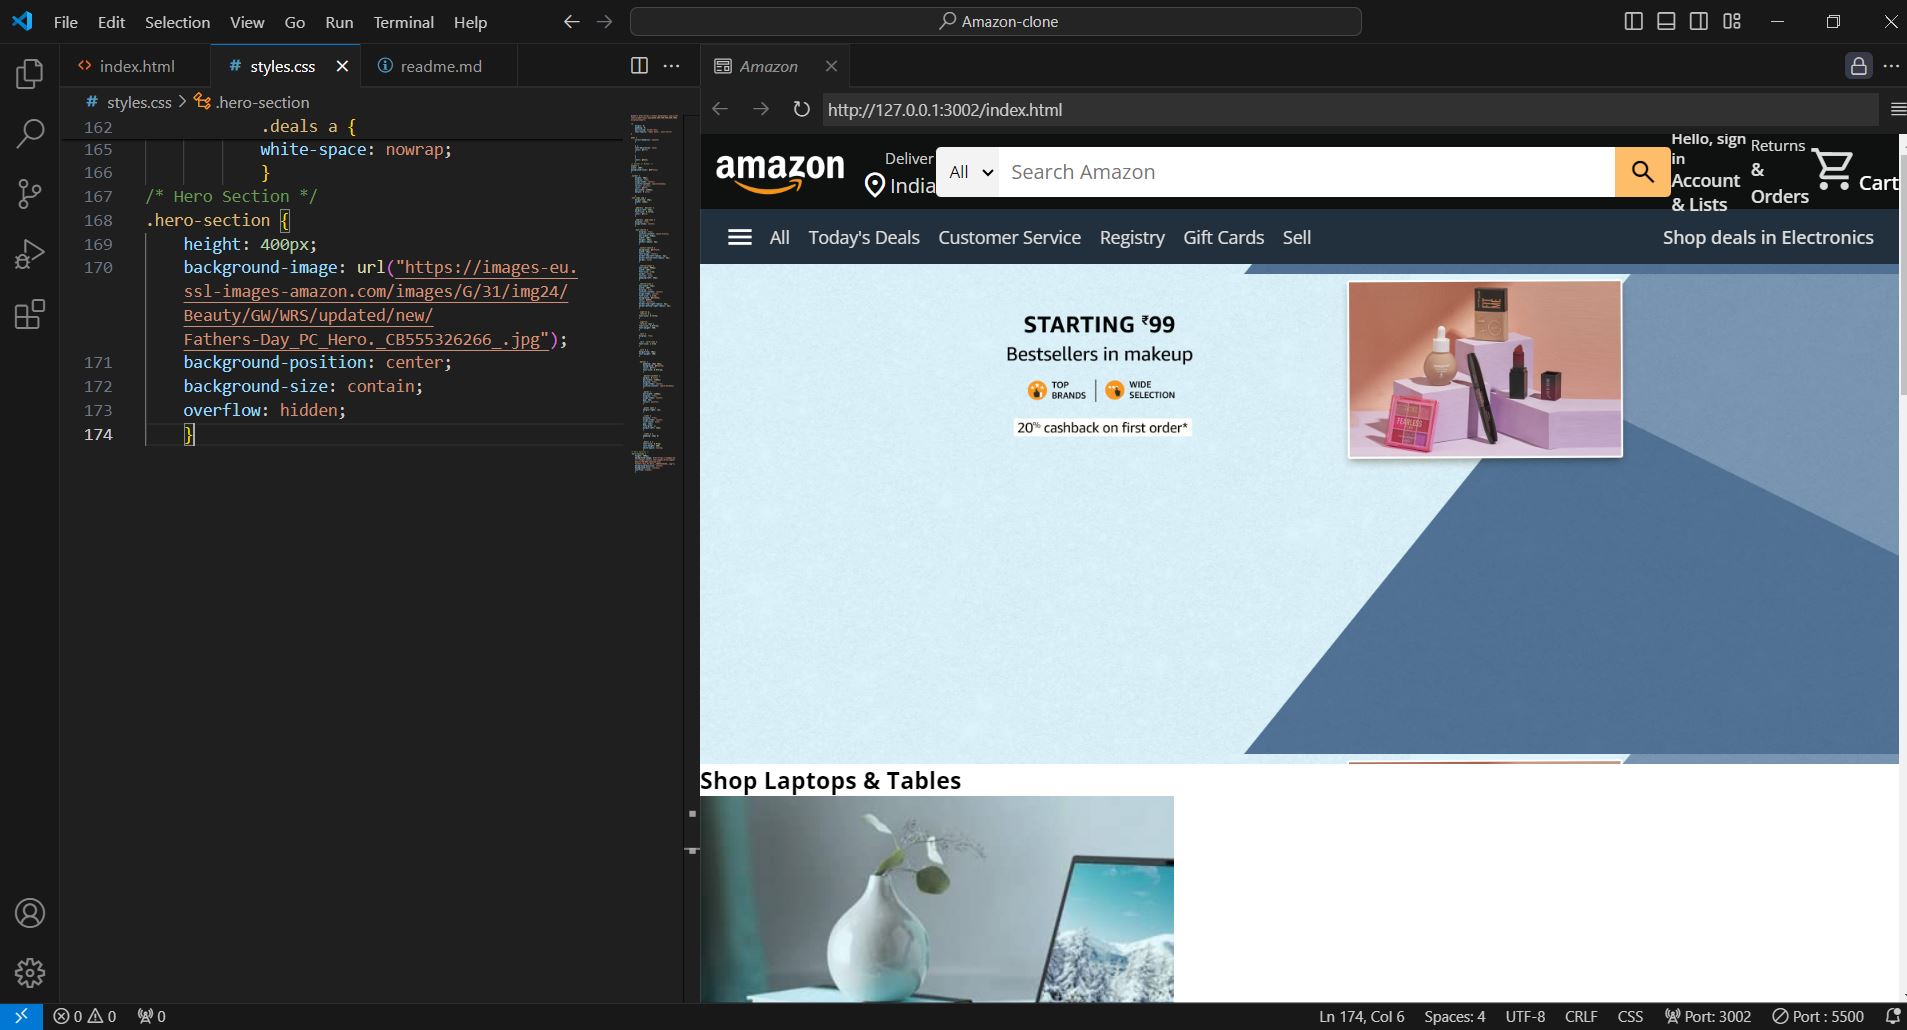 File Edit Selection View Go Run Terminal Help
Amazon-clone
index.html
styles.css
readme.md
Amazon
styles.css > .hero-section
http://127.0.0.1:3002/index.html
162 .deals a {
165 white-space: nowrap;
166 }
167 /* Hero Section */
168 .hero-section {
169 height: 400px;
170 background-image: url("https://images-eu.
ssl-images-amazon.com/images/G/31/img24/
Beauty/GW/WRS/updated/new/
Fathers-Day_PC_Hero._CB555326266_.jpg");
171 background-position: center;
172 background-size: contain;
173 overflow: hidden;
174 }
amazon
Deliver
India
All
Search Amazon
Hello, sign
in
Account
& Lists
Returns
&
Orders
Cart
All Today's Deals Customer Service Registry Gift Cards Sell
Shop deals in Electronics
STARTING ₹99
Bestsellers in makeup
TOP
BRANDS
WIDE
SELECTION
20% cashback on first order*
FIT
ME
FEARLESS
Shop Laptops & Tables
0 0 0
Ln 174, Col 6 Spaces: 4 UTF-8 CRLF CSS Port: 3002 Port : 5500